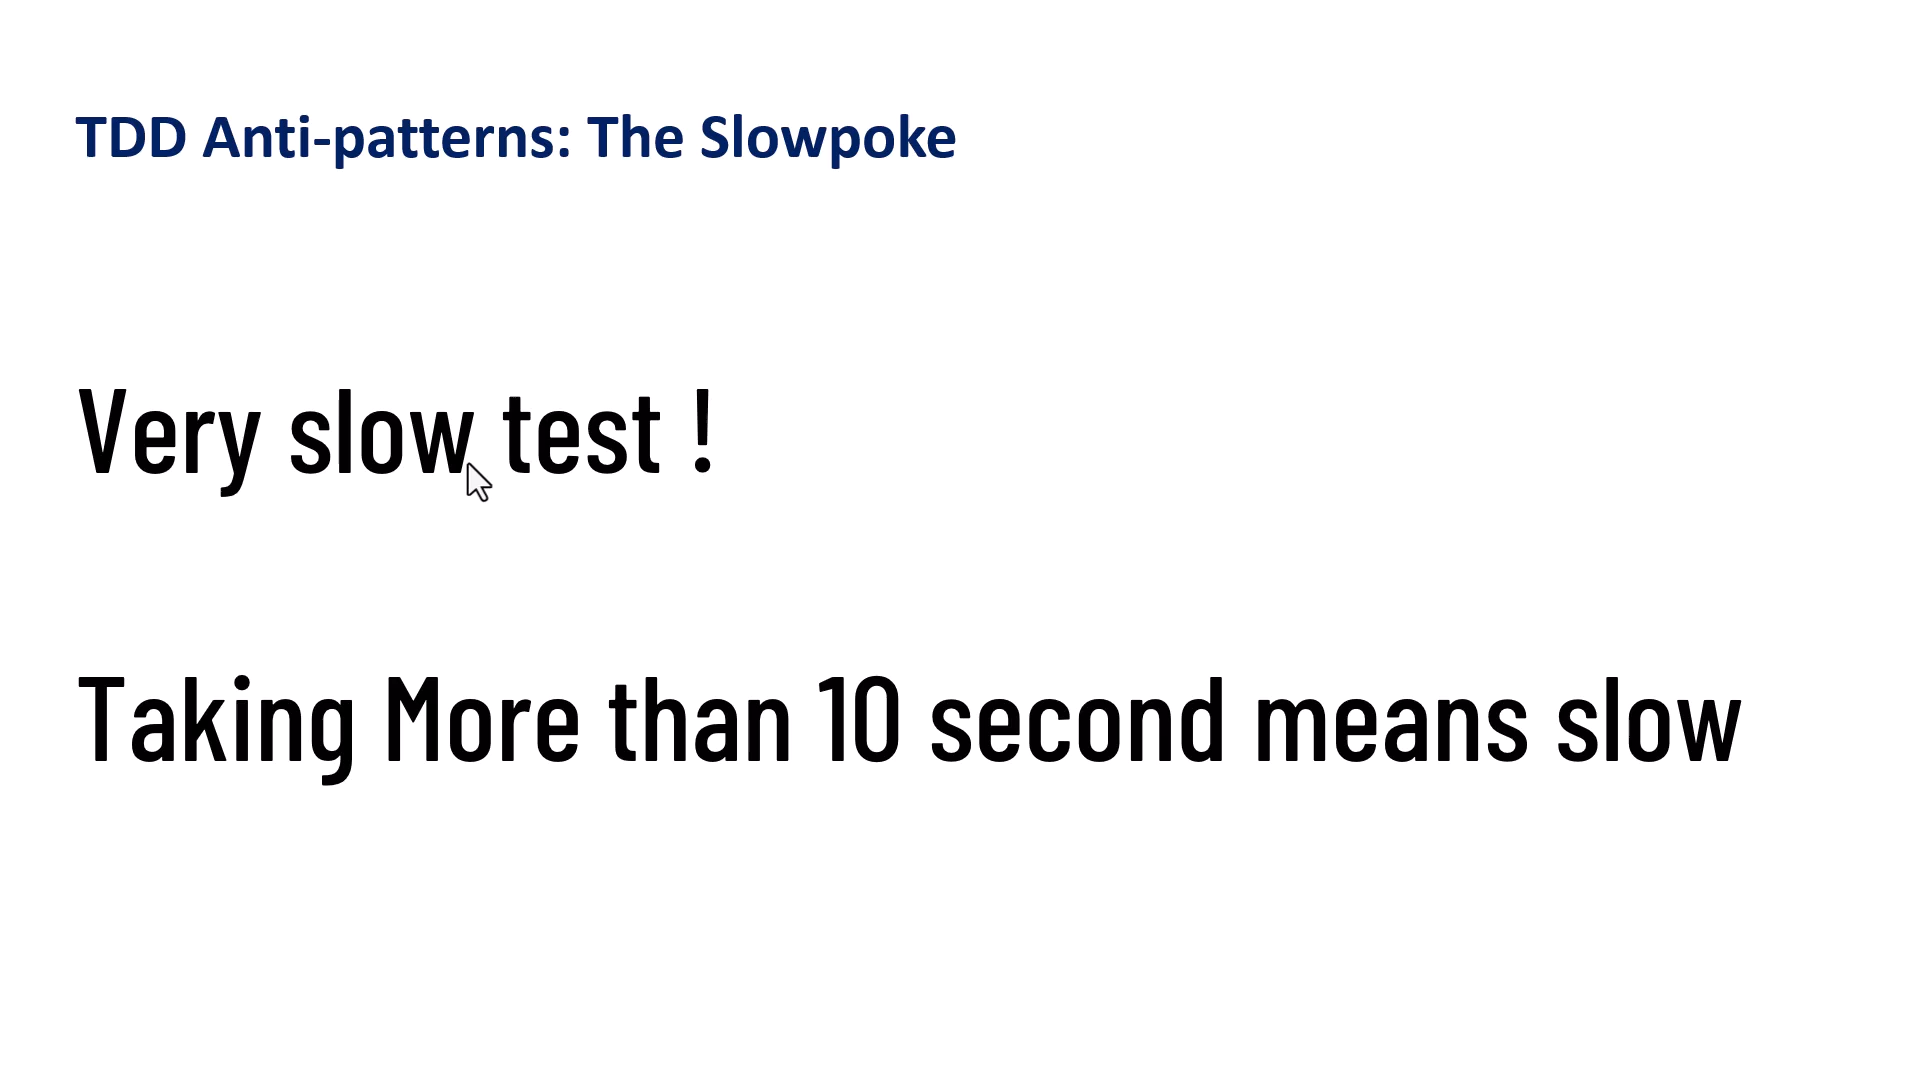 TDD Anti-patterns: The Slowpoke
Very slow test !
Taking More than 10 second means slow